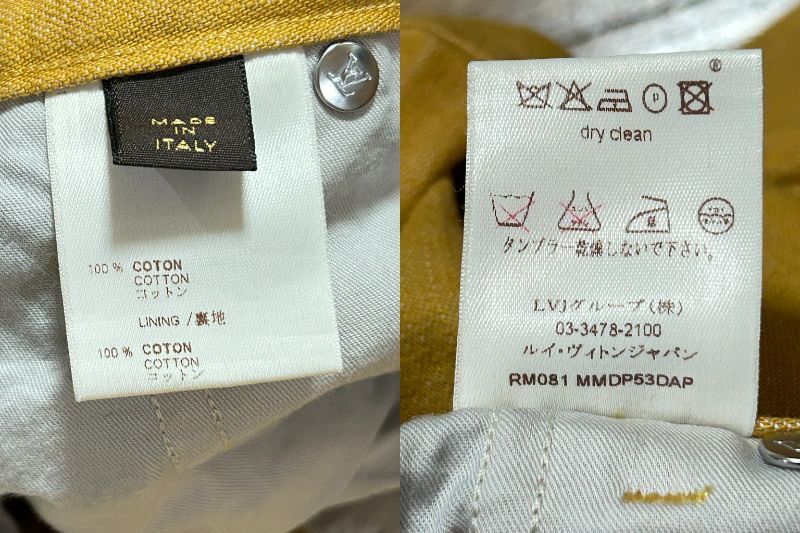 MADE
IN
ITALY
100 % COTON
COTTON
コットン
LINING / 裏地
100 % COTON
COTTON
コットン
®
P
dry clean
タンブラー乾燥しないで下さい。
LVJグループ(株)
03-3478-2100
ルイ・ヴィトンジャパン
RM081 MMDP53DAP